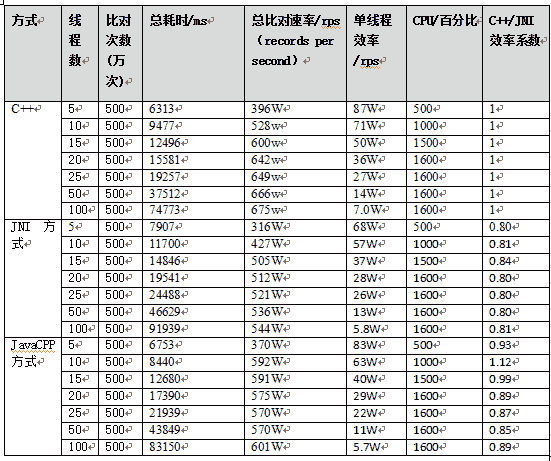 方式 线程数 比对次数(万次) 总耗时/ms 总比对速率/rps（records per second） 单线程效率/rps CPU/百分比 C++/JNI效率系数
C++ 5 500 6313 396W 87W 500 1
10 500 9477 528w 71W 1000 1
15 500 12496 600w 50W 1500 1
20 500 15581 642w 36W 1600 1
25 500 19257 649w 27W 1600 1
50 500 37512 666w 14W 1600 1
100 500 74773 675w 7.0W 1600 1
JNI 方式 5 500 7907 316W 68W 500 0.80
10 500 11700 427W 57W 1000 0.81
15 500 14846 505W 37W 1500 0.84
20 500 19541 512W 28W 1600 0.80
25 500 24488 521W 26W 1600 0.80
50 500 46629 536W 13W 1600 0.80
100 500 91939 544W 5.8W 1600 0.81
JavaCPP方式 5 500 6753 370W 83W 500 0.93
10 500 8440 592W 63W 1000 1.12
15 500 12680 591W 40W 1500 0.99
20 500 17390 575W 29W 1600 0.89
25 500 21939 570W 22W 1600 0.87
50 500 43849 570W 11W 1600 0.85
100 500 83150 601W 5.7W 1600 0.89